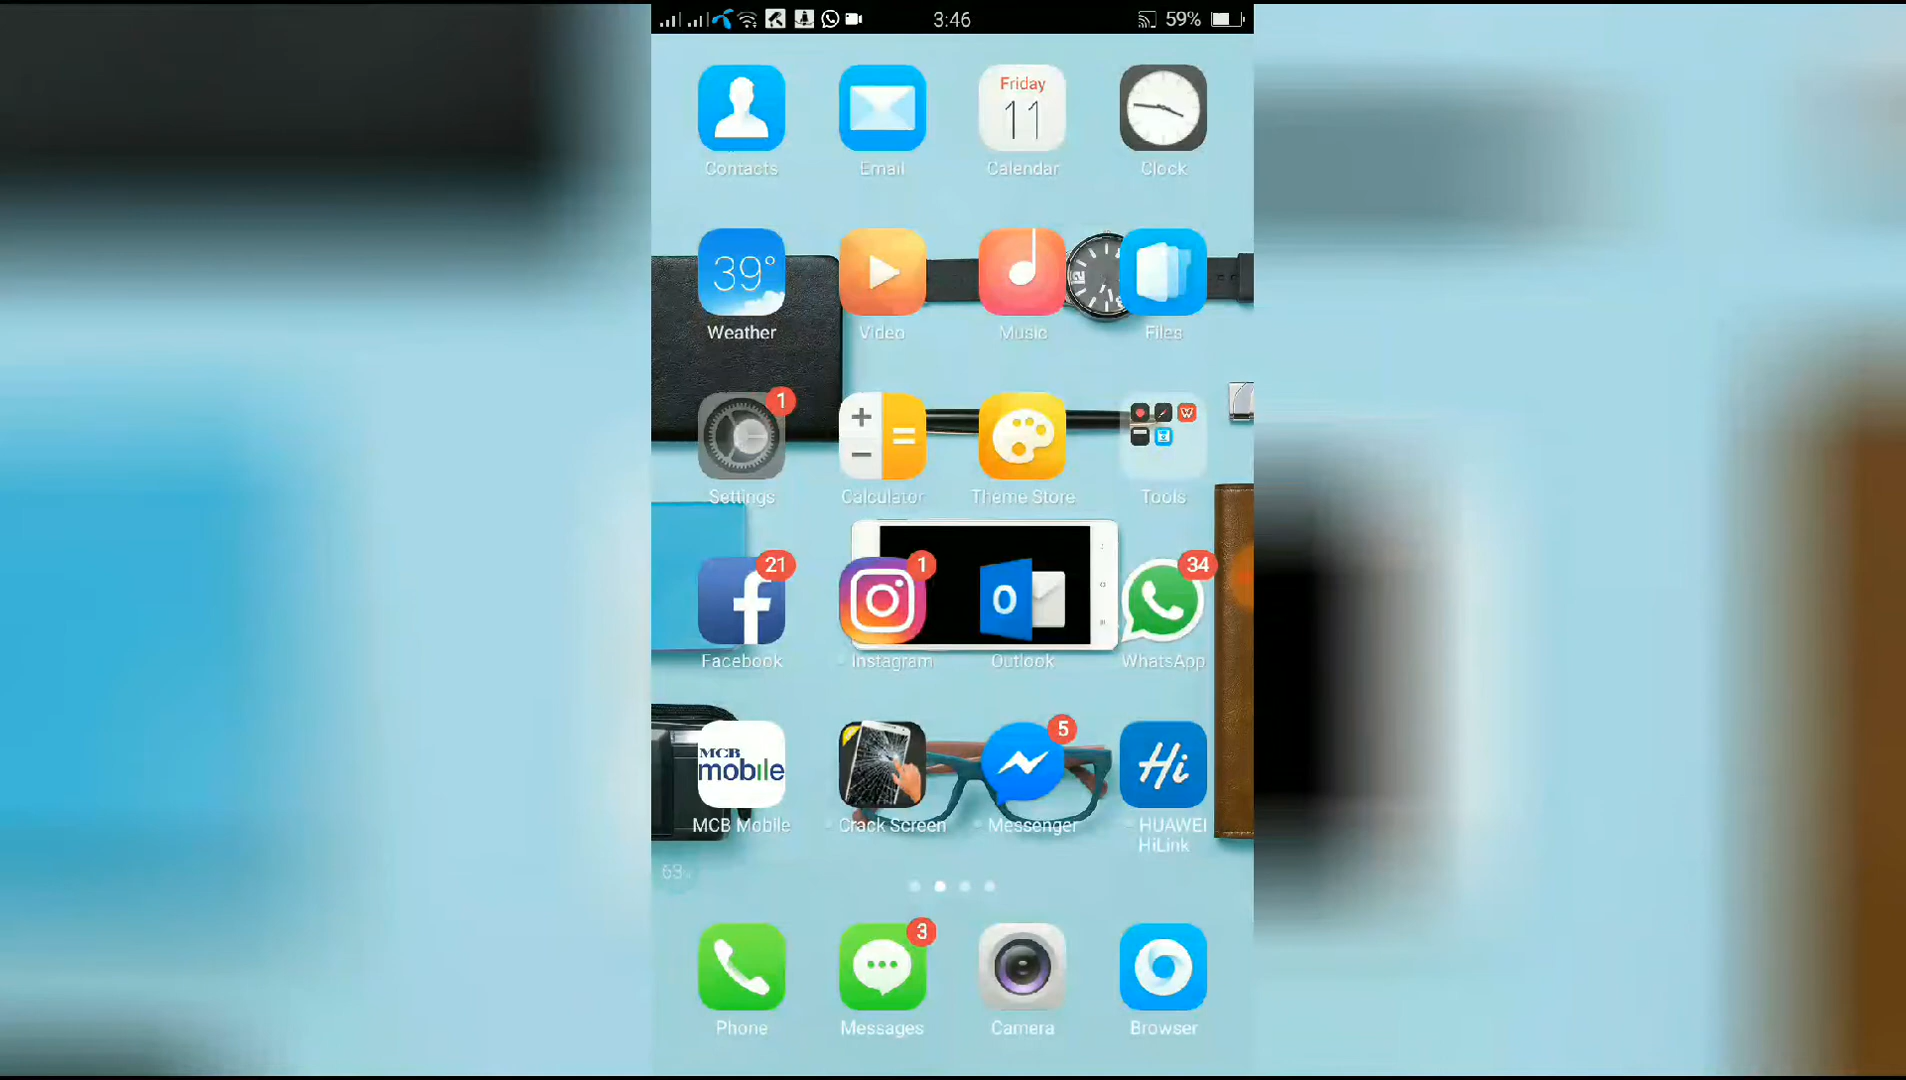 3:46
59%
Friday
11
Contacts
Email
Calendar
Clock
39°
12
Weather
Video
Music
Files
1
Settings
Calculator
Theme Store
Tools
21
1
34
Facebook
Instagram
Outlook
WhatsApp
MCB
mobile
5
Hi
MCB Mobile
Crack Screen
Messenger
HUAWEI
HiLink
3
Phone
Messages
Camera
Browser